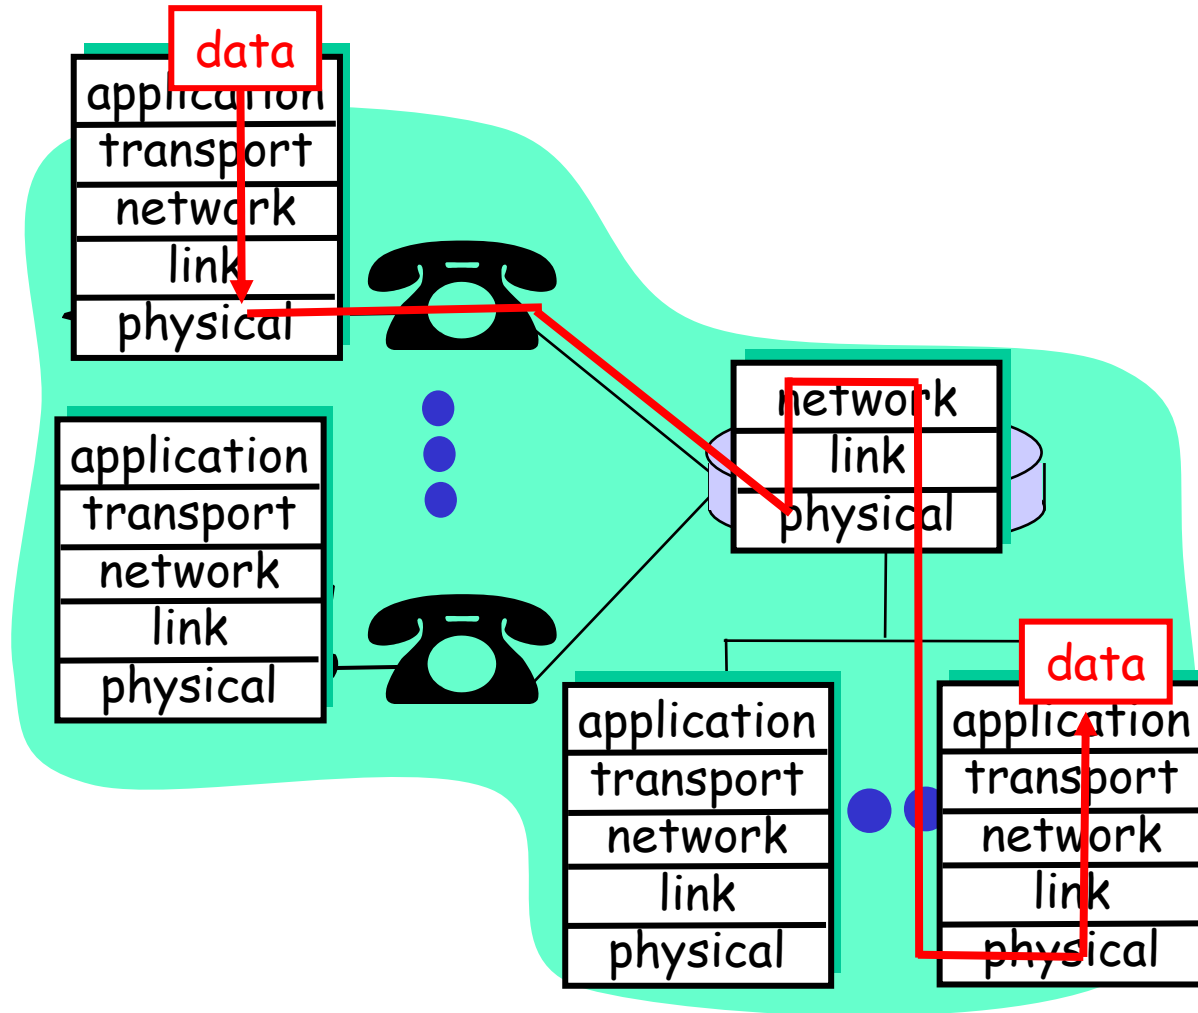 data
application
transport
network
link
physical
application
transport
network
link
physical
network
link
physical
application
transport
network
link
physical
data
application
transport
network
link
physical